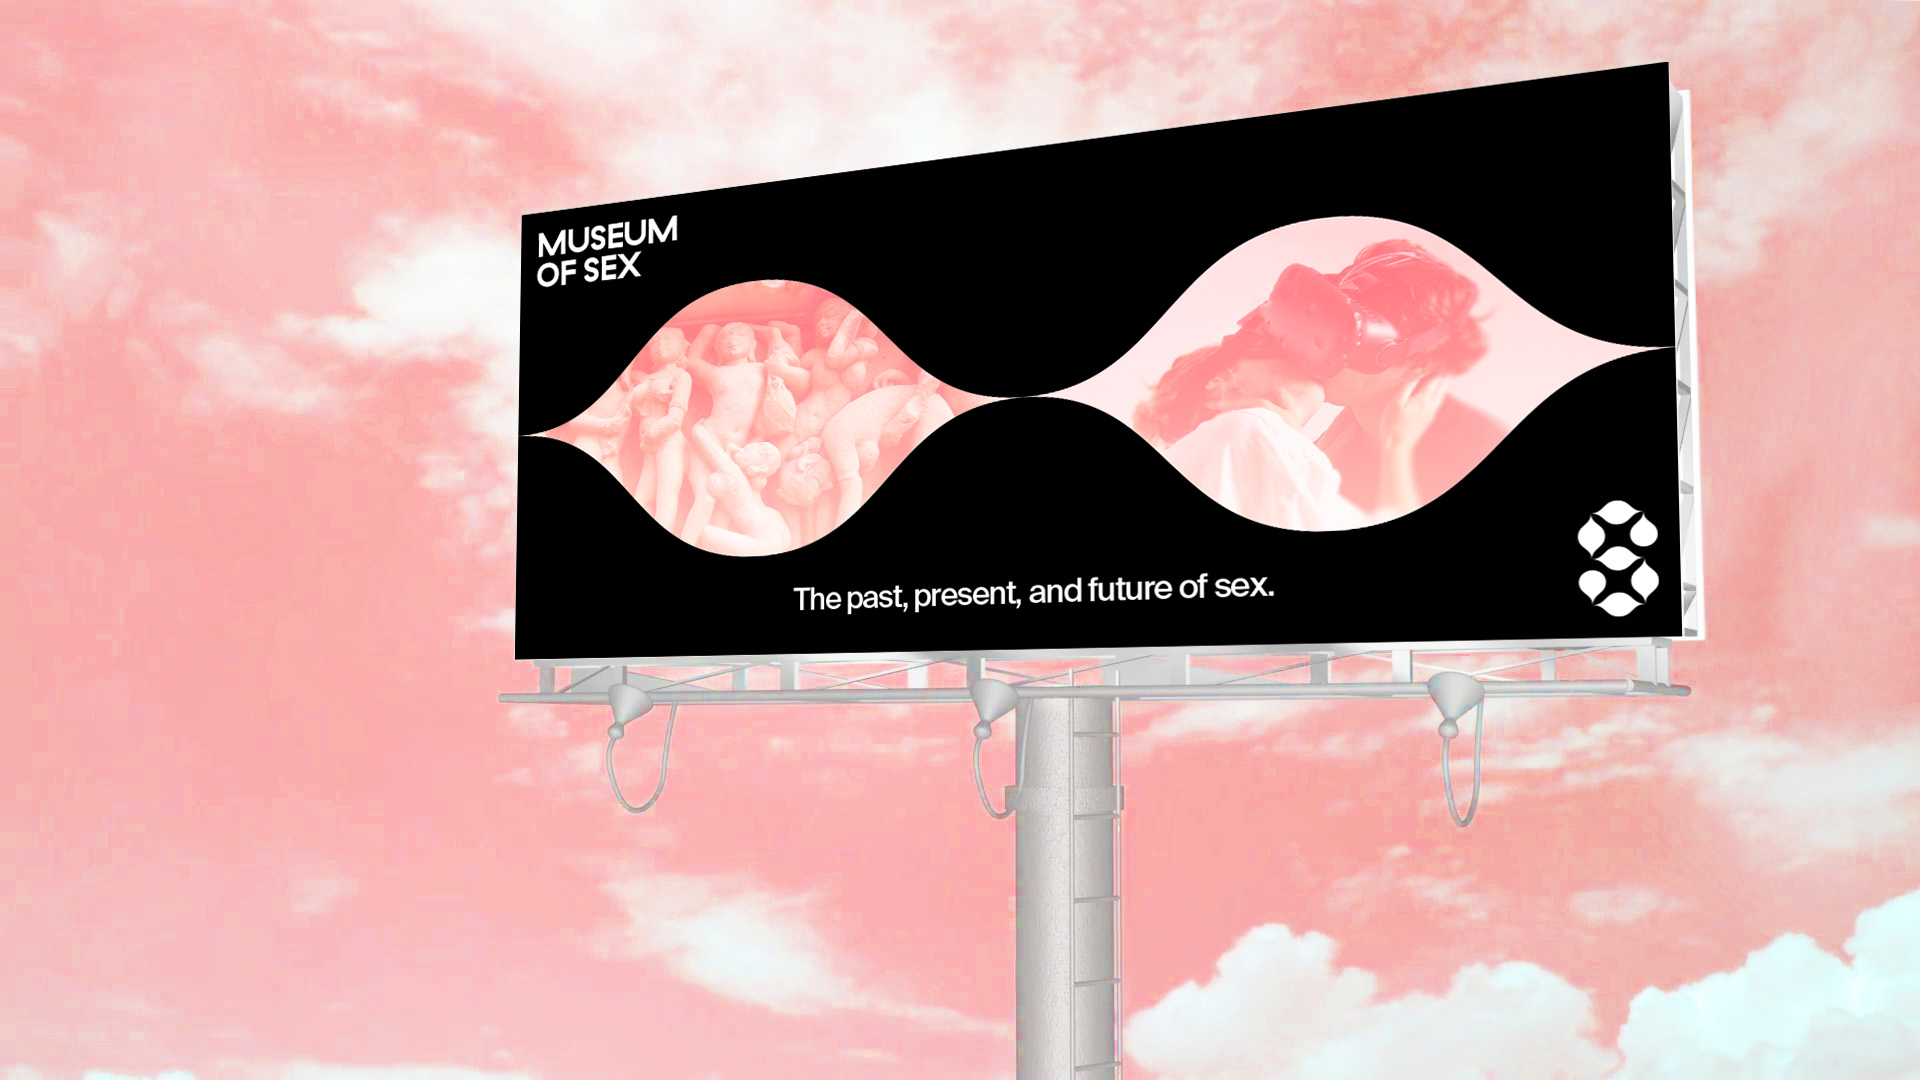 MUSEUM
OF SEX
The past, present, and future of sex.